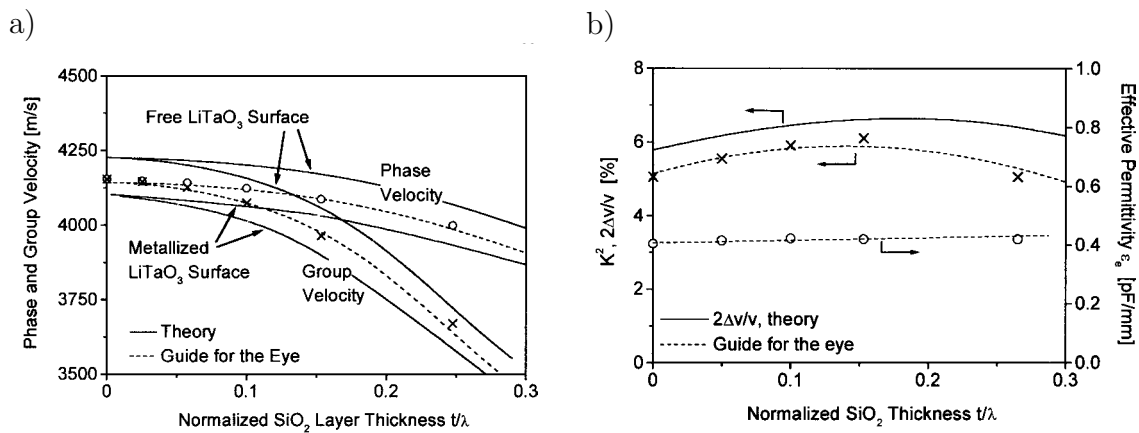 a)
4500
4250
4000
3750
3500
Phase and Group Velocity [m/s]
Free LiTaO3 Surface
Phase
Velocity
Metallized
LiTaO3 Surface
Group
Velocity
Theory
Guide for the Eye
0.0
0.1
0.2
0.3
Normalized SiO2 Layer Thickness t/λ
b)
8
6
4
2
0
K², 2Δv/v [%]
1.0
0.8
0.6
0.4
0.2
0.0
Effective Permittivity εe [pF/mm]
2Δv/v, theory
Guide for the eye
0
0.1
0.2
0.3
Normalized SiO2 Thickness t/λ